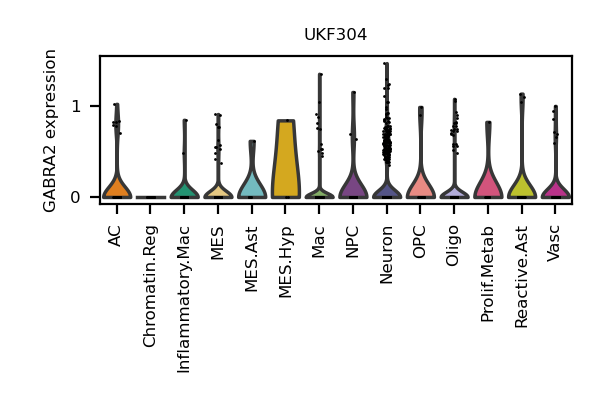 UKF304
GABRA2 expression
1
0
AC
Chromatin.Reg
Inflammatory.Mac
MES
MES.Ast
MES.Hyp
Mac
NPC
Neuron
OPC
Oligo
Prolif.Metab
Reactive.Ast
Vasc